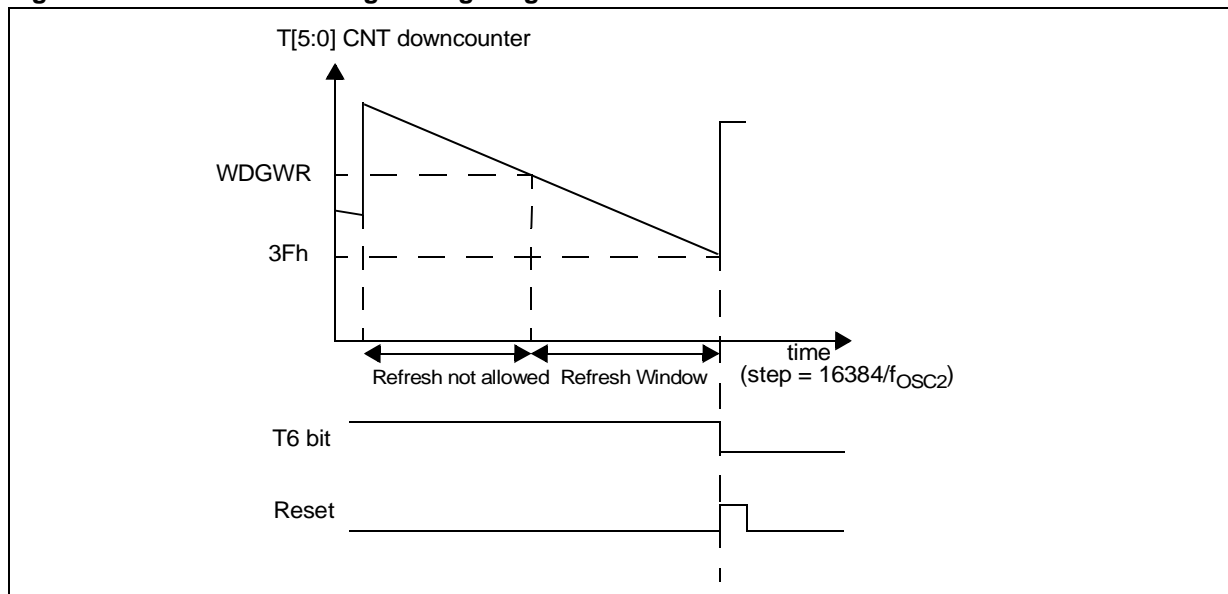 T[5:0] CNT downcounter
WDGWR
3Fh
time
Refresh not allowed Refresh Window (step = 16384/fOSC2)
T6 bit
Reset